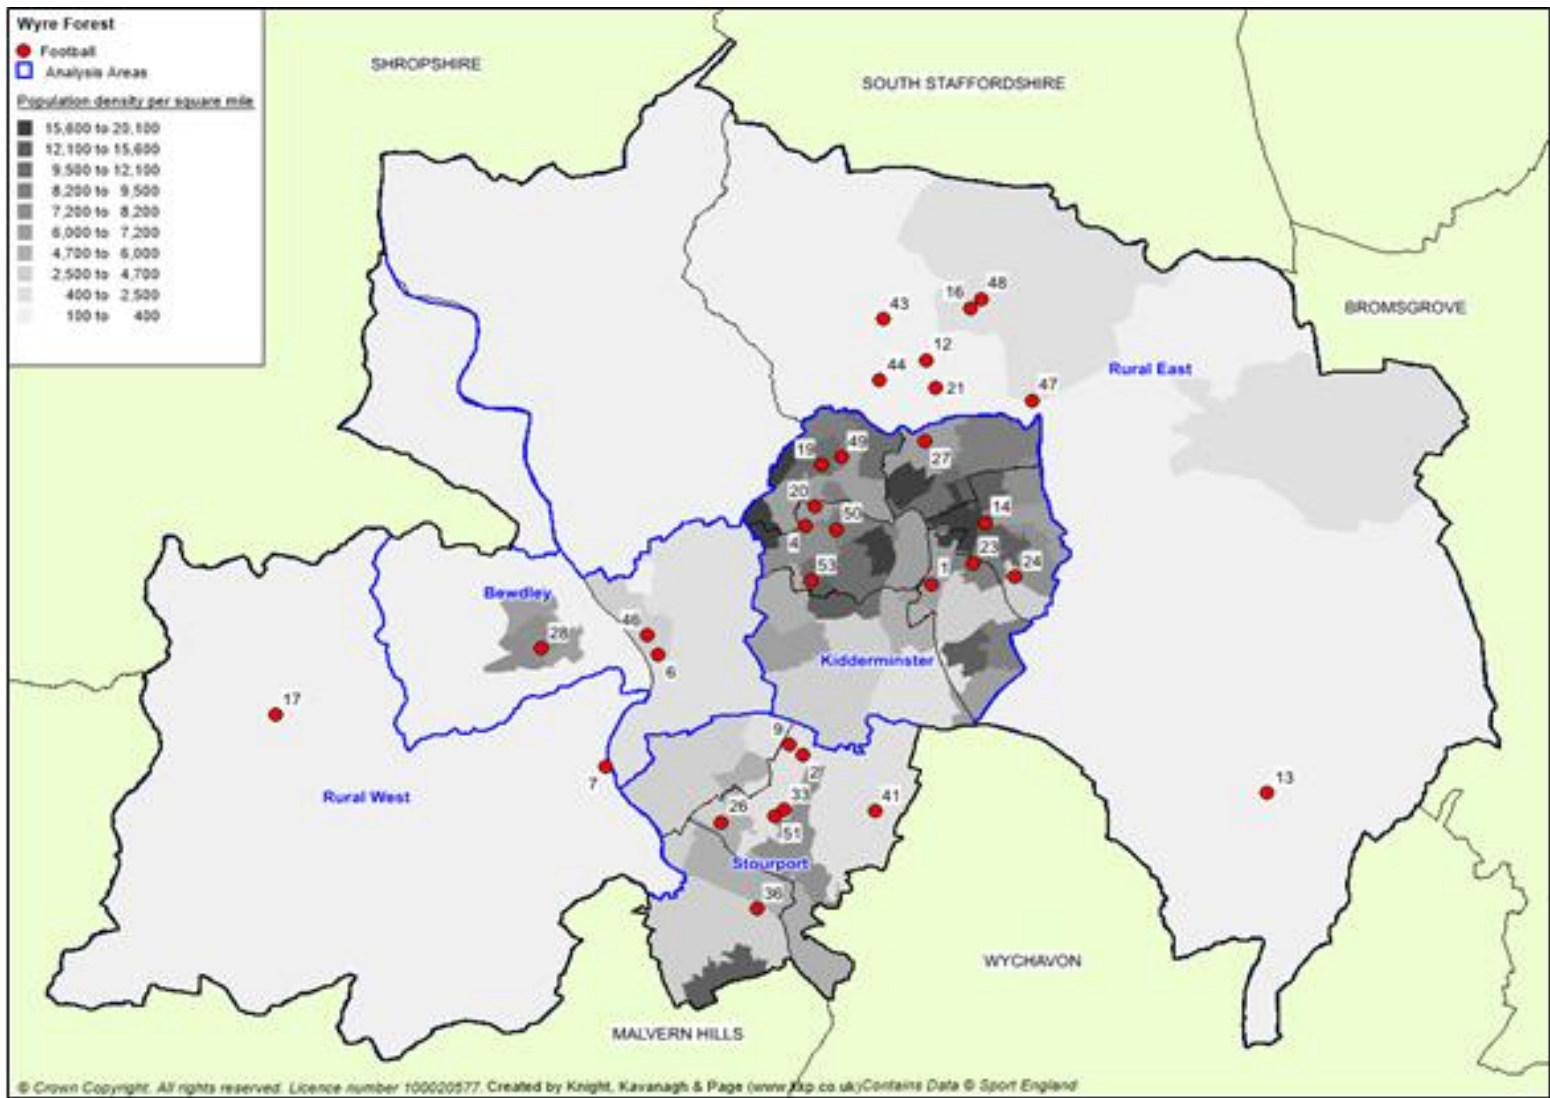 Wyre Forest
Football
Analysis Areas
Population density per square mile
15,600 to 20,100
12,100 to 15,600
9,500 to 12,100
8,200 to 9,500
7,200 to 8,200
6,000 to 7,200
4,700 to 6,000
2,500 to 4,700
400 to 2,500
100 to 400
SHROPSHIRE
SOUTH STAFFORDSHIRE
BROMSGROVE
48
16
43
12
44
Rural East
21
47
49
19
27
20
14
50
4
23
53
24
1
Bewdley
46
28
Kidderminster
6
17
9
2
7
13
Rural West
33
41
26
51
Stourport
36
WYCHAVON
MALVERN HILLS
© Crown Copyright. All rights reserved. Licence number 100020577. Created by Knight, Kavanagh & Page (www.kkp.co.uk)Contains Data © Sport England